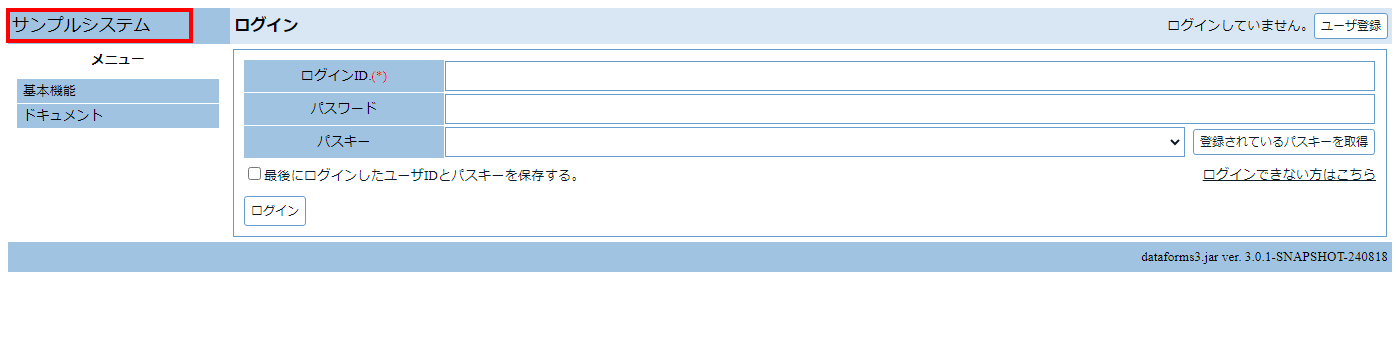 サンプルシステム
ログイン
ログインしていません。 ユーザ登録
メニュー
基本機能
ドキュメント
ログインID.(*)
パスワード
パスキー
登録されているパスキーを取得
最後にログインしたユーザIDとパスキーを保存する。
ログインできない方はこちら
ログイン
dataforms3.jar ver. 3.0.1-SNAPSHOT-240818